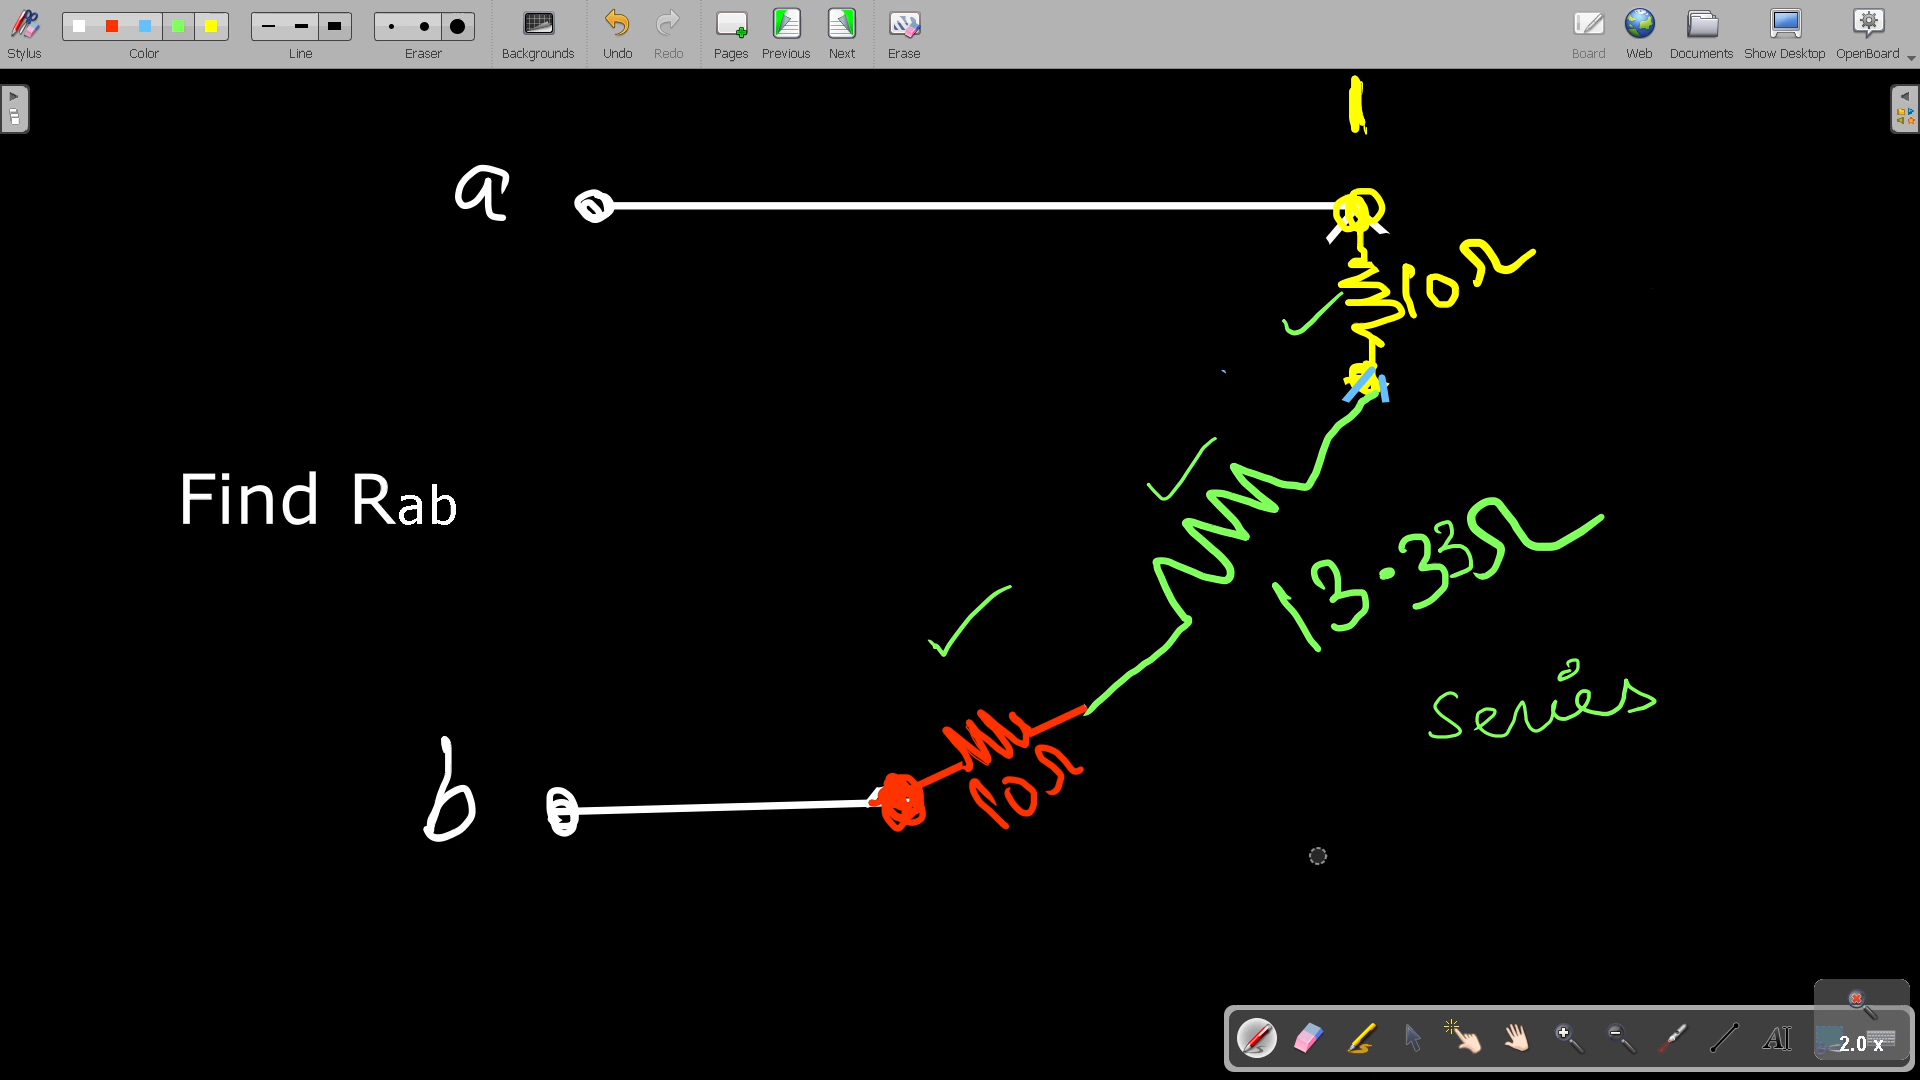 Stylus Color Line Eraser Backgrounds Undo Redo Pages Previous Next Erase Board Web Documents Show Desktop OpenBoard
1
a
10Ω
Find Rab
13.33Ω
series
b
10Ω
AI
2.0 x